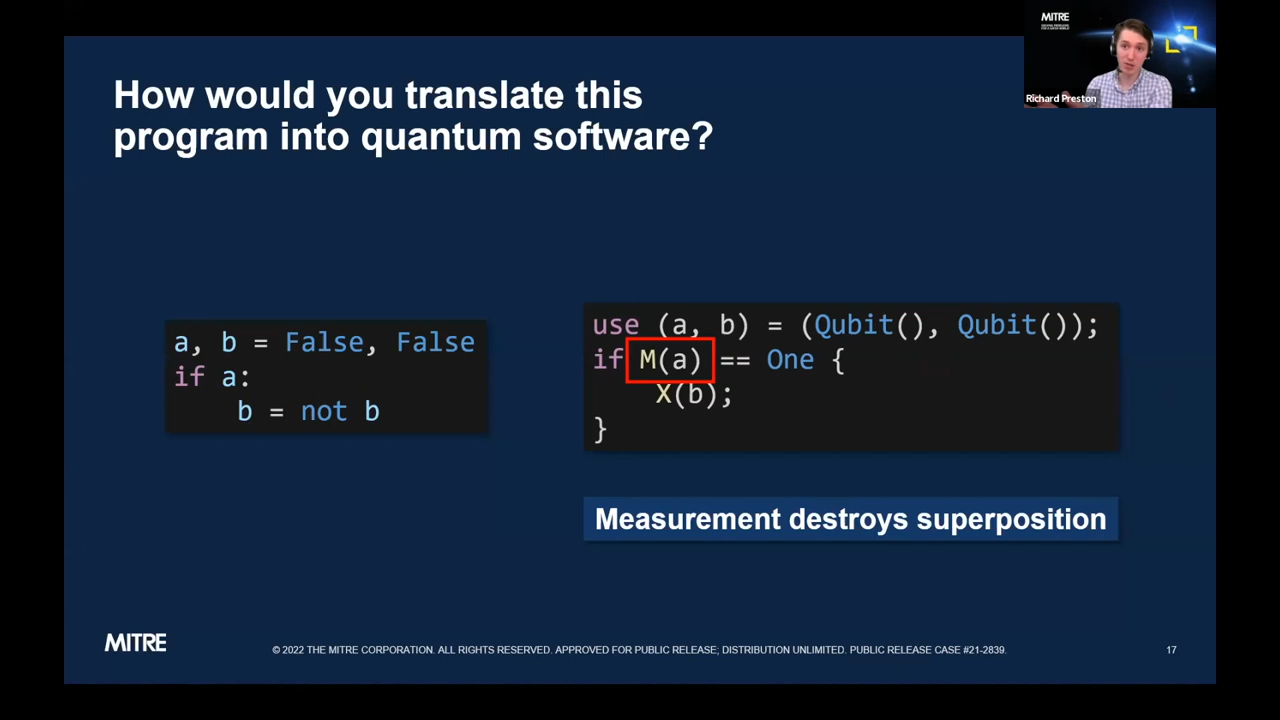 MITRE
Richard Preston
How would you translate this
program into quantum software?
a, b = False, False
if a:
    b = not b
use (a, b) = (Qubit(), Qubit());
if M(a) == One {
    X(b);
}
Measurement destroys superposition
MITRE
© 2022 THE MITRE CORPORATION. ALL RIGHTS RESERVED. APPROVED FOR PUBLIC RELEASE; DISTRIBUTION UNLIMITED. PUBLIC RELEASE CASE #21-2839.
17